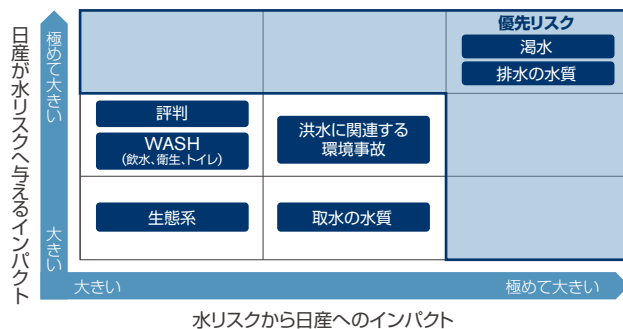 日産が水リスクへ与えるインパクト
極めて大きい
大きい
優先リスク
渇水
排水の水質
評判
WASH
(飲水、衛生、トイレ)
洪水に関連する
環境事故
生態系
取水の水質
大きい
極めて大きい
水リスクから日産へのインパクト